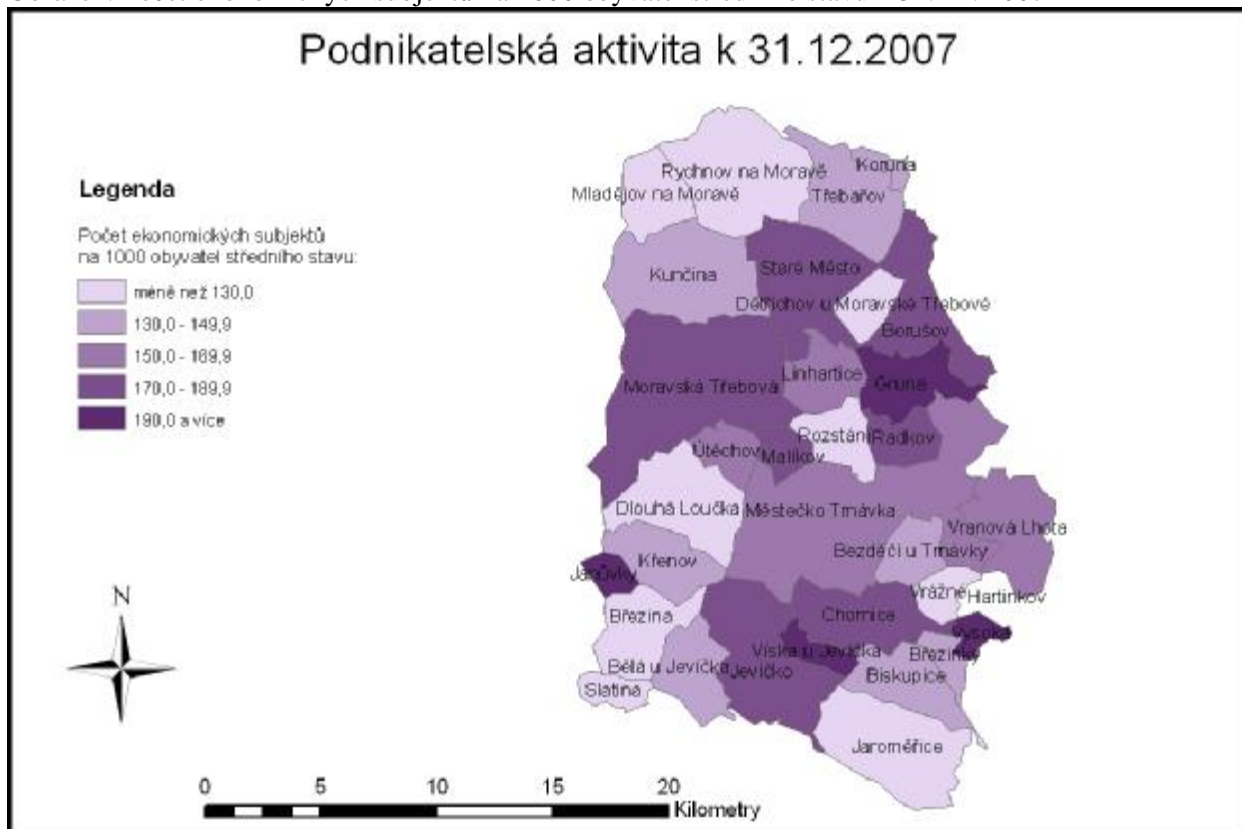 Podnikatelská aktivita k 31.12.2007
Legenda
Počet ekonomických subjektů
na 1000 obyvatel středního stavu:
méně než 130,0
130,0 - 149,9
150,0 - 169,9
170,0 - 189,9
190,0 a více
Koruna
Rychnov na Moravě
Mladějov na Moravě
Třebařov
Staré Město
Kunčina
Dětřichov u Moravské Třebové
Borušov
Linhartice
Gruna
Moravská Třebová
Rozstání
Radkov
Útěchov
Malíkov
Dlouhá Loučka
Městečko Trnávka
Vranová Lhota
Bezděčí u Trnávky
Křenov
Janůvky
Vrážné
Hartinkov
Březina
Chornice
Vysoká
Víska u Jevíčka
Březinky
Bělá u Jevíčka
Jevíčko
Biskupice
Slatina
Jaroměřice
N
0 5 10 15 20
Kilometry